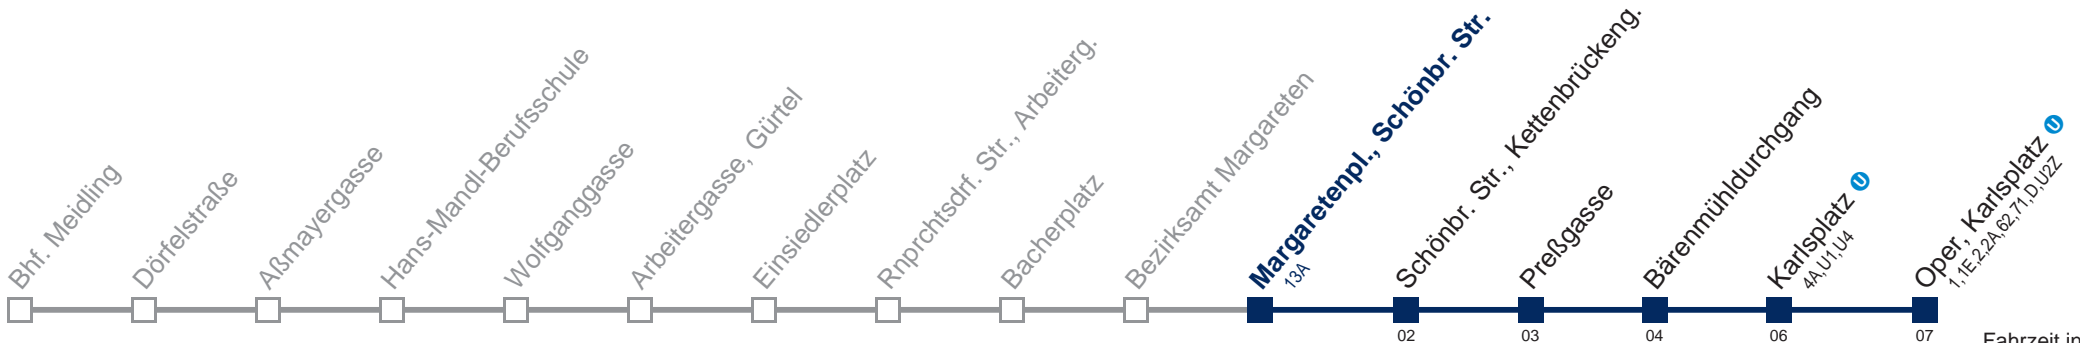 Bhf. Meidling
Dörfelstraße
Aßmayergasse
Hans-Mandl-Berufsschule
Wolfganggasse
Arbeitergasse, Gürtel
Einsiedlerplatz
Rnprchtsdrf. Str., Arbeiterg.
Bacherplatz
Bezirksamt Margareten
Margaretenpl., Schönbr. Str.
13A
Schönbr. Str., Kettenbrückeng.
Preßgasse
Bärenmühldurchgang
Karlsplatz U
4A,U1,U4
Oper, Karlsplatz U
1,1E,2,2A,62,71,D,U2Z
02
03
04
06
07
Fahrzeit in